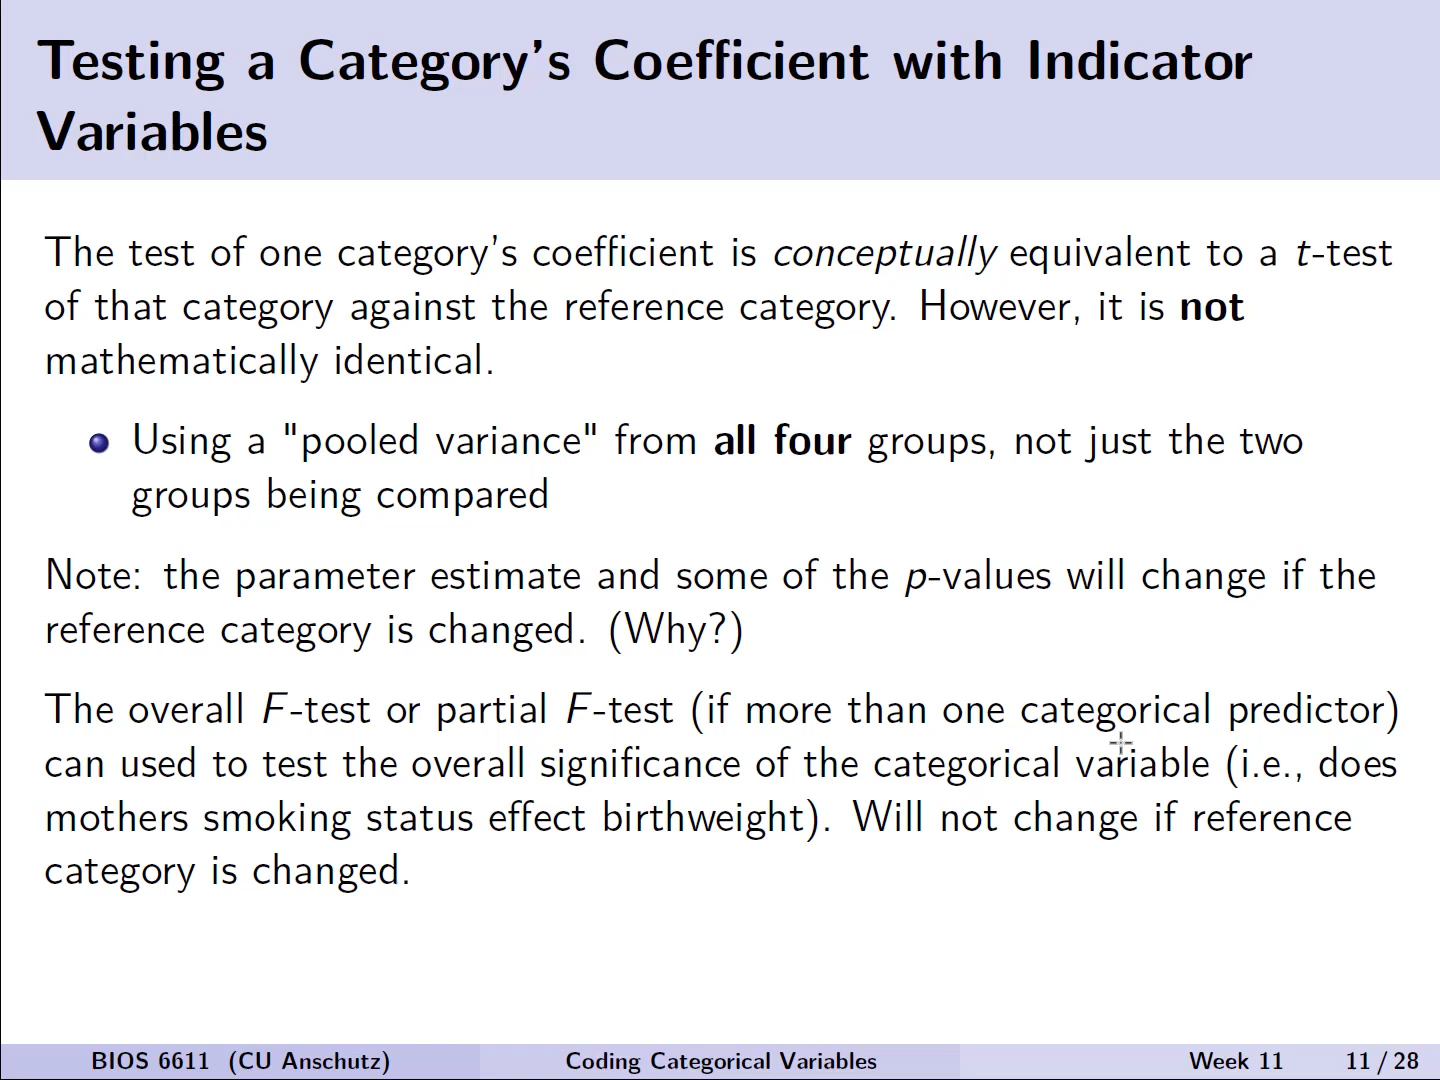 Testing a Category's Coefficient with Indicator
Variables
The test of one category's coefficient is conceptually equivalent to a t-test
of that category against the reference category. However, it is not
mathematically identical.
Using a "pooled variance" from all four groups, not just the two
groups being compared
Note: the parameter estimate and some of the p-values will change if the
reference category is changed. (Why?)
The overall F-test or partial F-test (if more than one categorical predictor)
can used to test the overall significance of the categorical variable (i.e., does
mothers smoking status effect birthweight). Will not change if reference
category is changed.
BIOS 6611 (CU Anschutz) Coding Categorical Variables Week 11 11 / 28